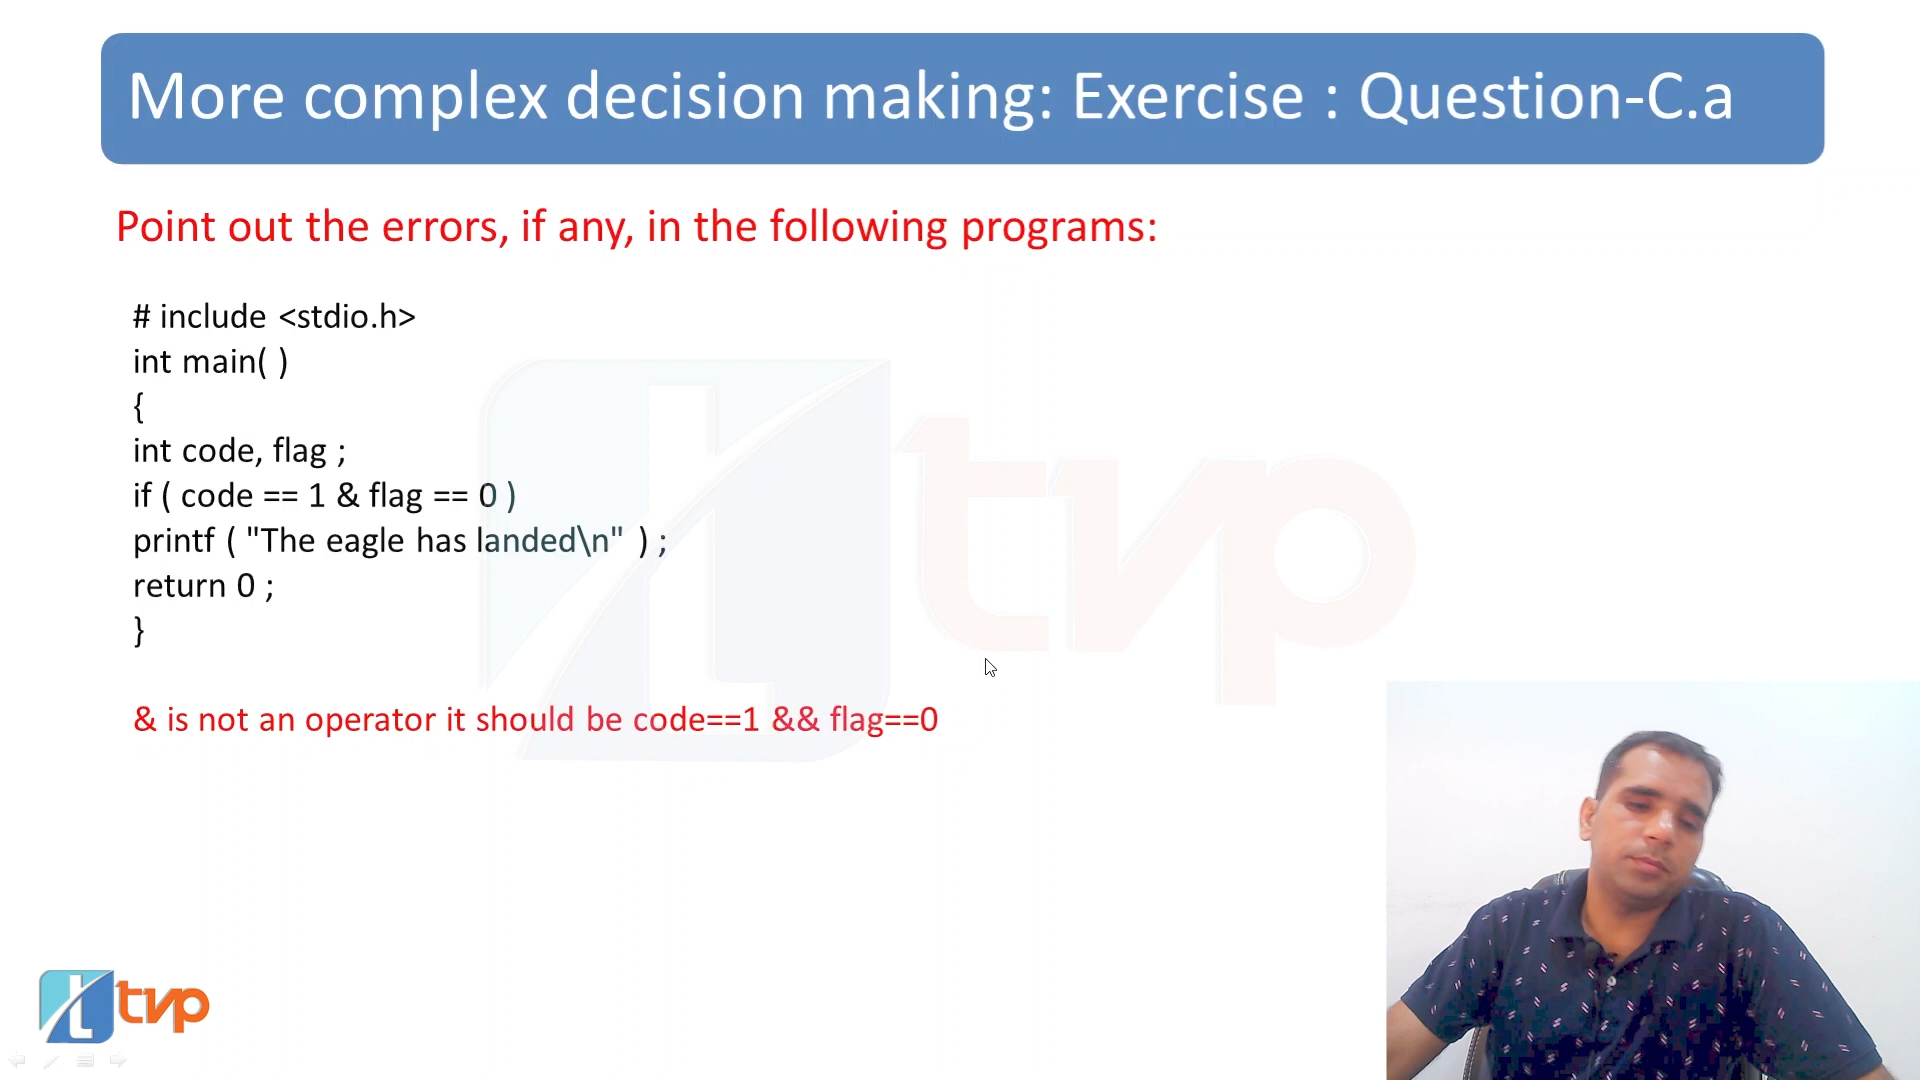 More complex decision making: Exercise : Question-C.a
Point out the errors, if any, in the following programs:
# include <stdio.h>
int main( )
{
int code, flag ;
if ( code == 1 & flag == 0 )
printf ( "The eagle has landed\n" ) ;
return 0 ;
}
& is not an operator it should be code==1 && flag==0
tvp
tvp